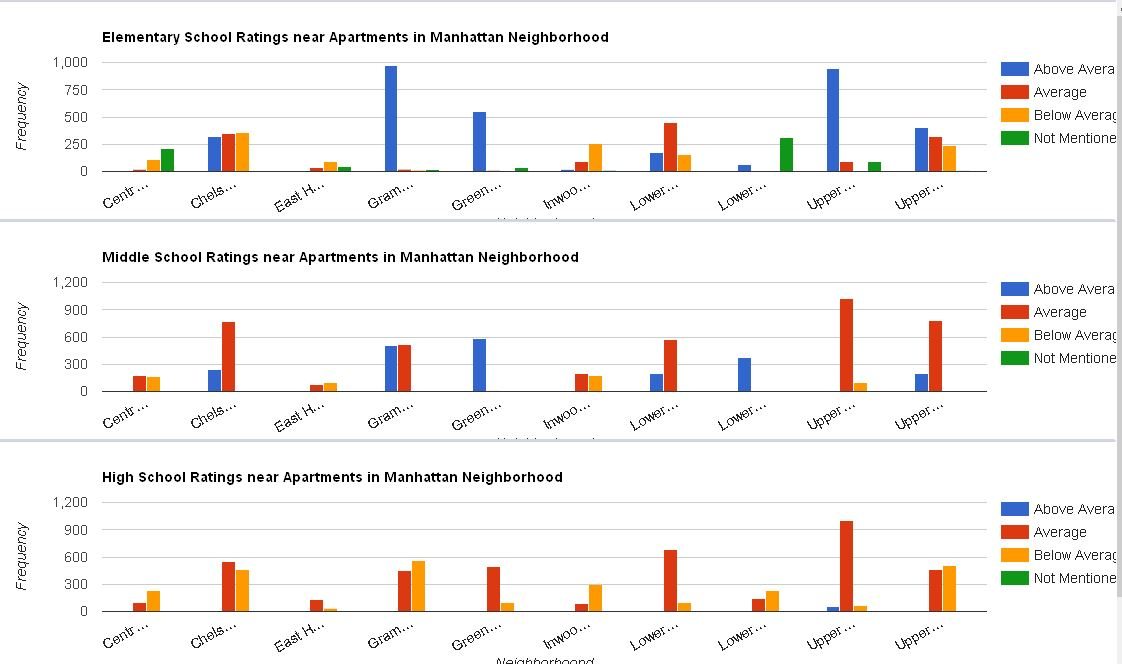 Elementary School Ratings near Apartments in Manhattan Neighborhood
Frequency
1,000
750
500
250
0
Centr...
Chels...
East H...
Gram...
Green...
Inwoo...
Lower...
Lower...
Upper...
Upper...
Above Avera
Average
Below Averag
Not Mentione
Middle School Ratings near Apartments in Manhattan Neighborhood
Frequency
1,200
900
600
300
0
Centr...
Chels...
East H...
Gram...
Green...
Inwoo...
Lower...
Lower...
Upper...
Upper...
Above Avera
Average
Below Averag
Not Mentione
High School Ratings near Apartments in Manhattan Neighborhood
Frequency
1,200
900
600
300
0
Centr...
Chels...
East H...
Gram...
Green...
Inwoo...
Lower...
Lower...
Upper...
Upper...
Neighborhoond
Above Avera
Average
Below Averag
Not Mentione